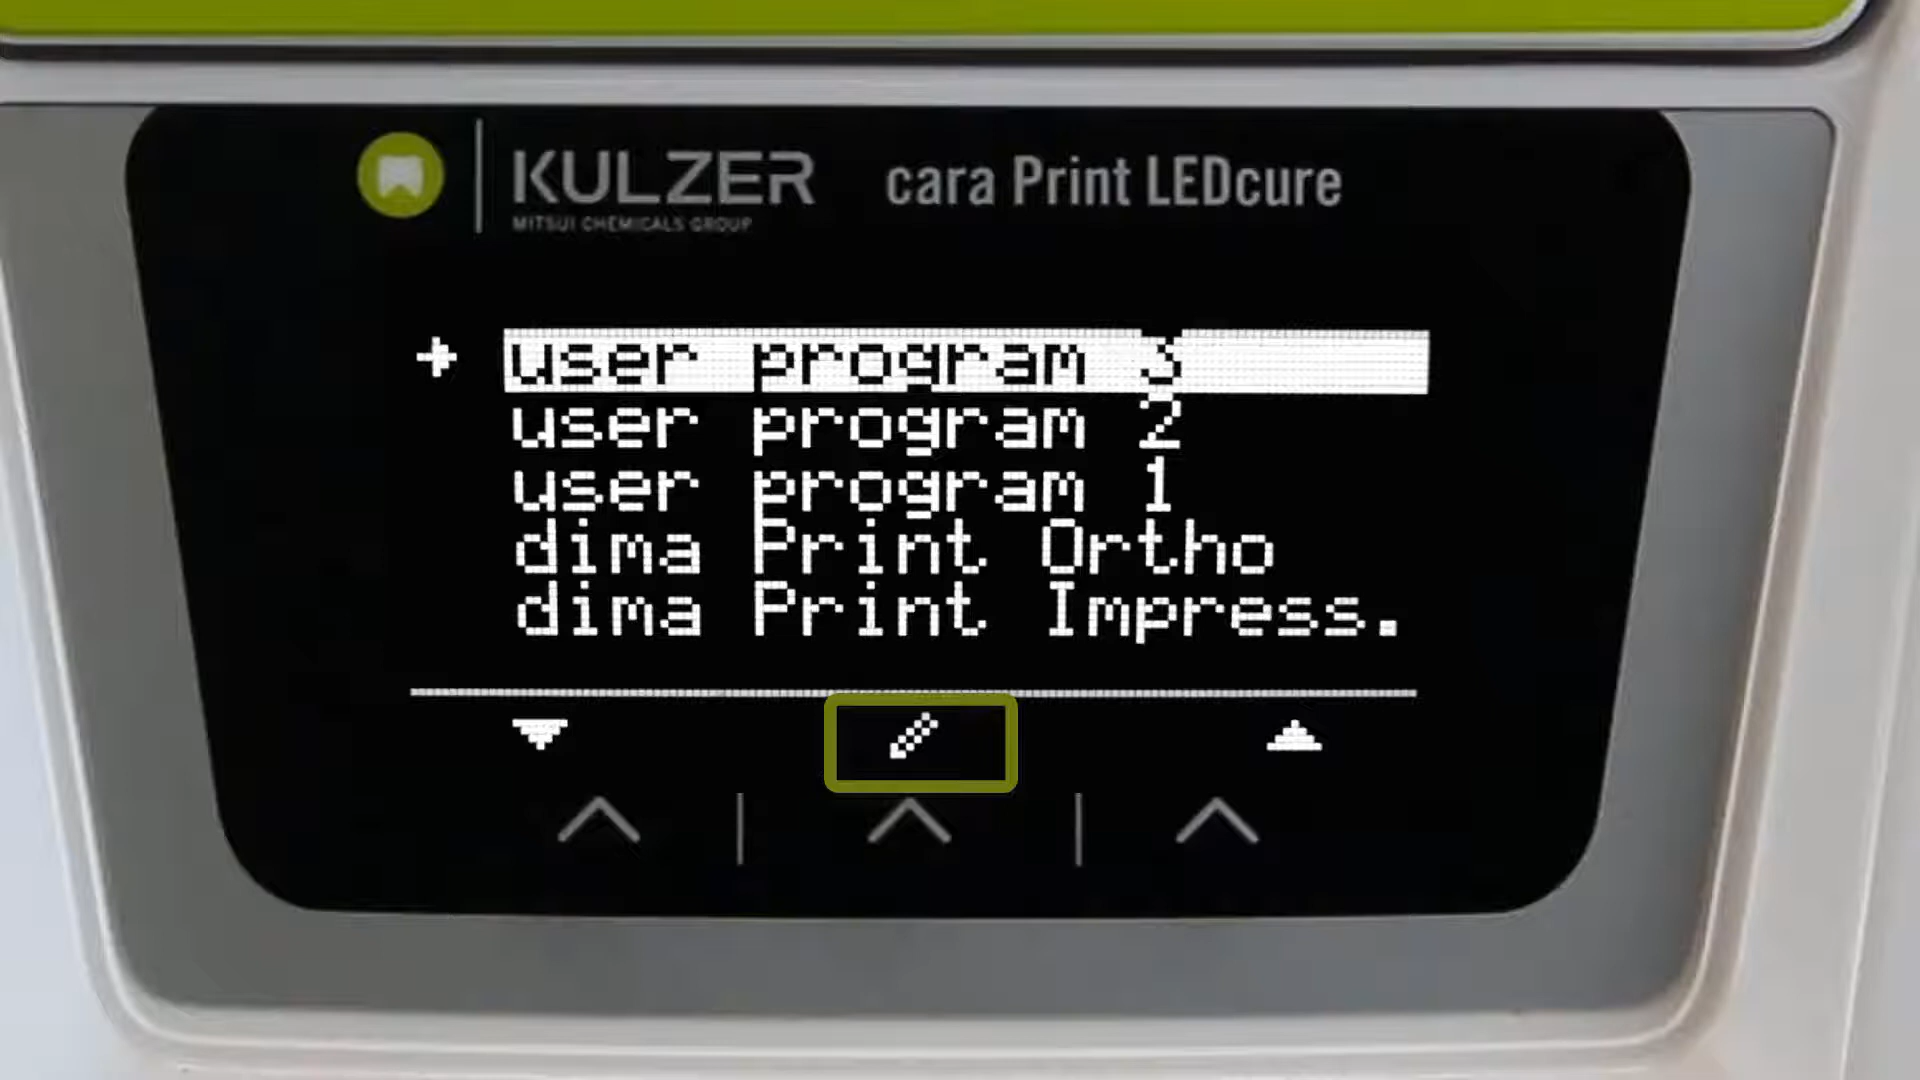 KULZER cara Print LEDcure
MITSUI CHEMICALS GROUP
user program 3
user program 2
user program 1
dima Print Ortho
dima Print Impress.